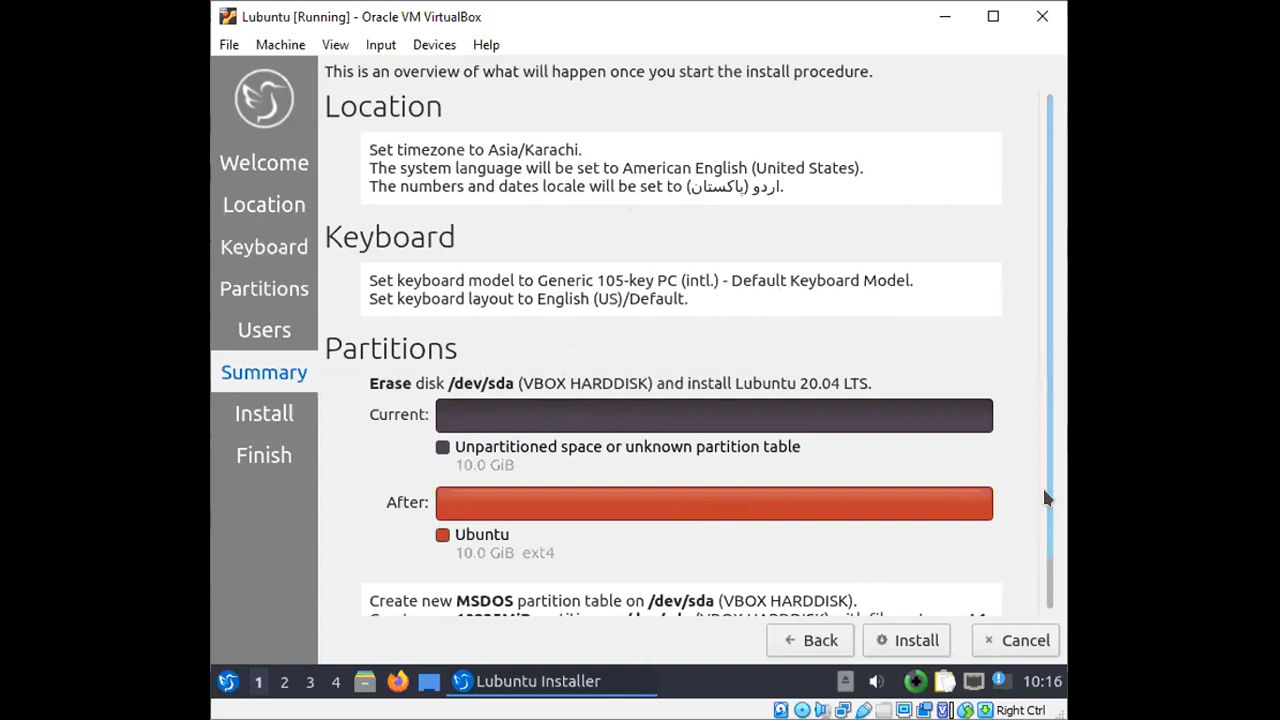 Lubuntu [Running] - Oracle VM VirtualBox
File Machine View Input Devices Help
This is an overview of what will happen once you start the install procedure.
Welcome
Location
Keyboard
Partitions
Users
Summary
Install
Finish
Location
Set timezone to Asia/Karachi.
The system language will be set to American English (United States).
The numbers and dates locale will be set to اردو (پاکستان).
Keyboard
Set keyboard model to Generic 105-key PC (intl.) - Default Keyboard Model.
Set keyboard layout to English (US)/Default.
Partitions
Erase disk /dev/sda (VBOX HARDDISK) and install Lubuntu 20.04 LTS.
Current:
Unpartitioned space or unknown partition table
10.0 GiB
After:
Ubuntu
10.0 GiB ext4
Create new MSDOS partition table on /dev/sda (VBOX HARDDISK).
Back Install Cancel
1 2 3 4 Lubuntu Installer 10:16
Right Ctrl